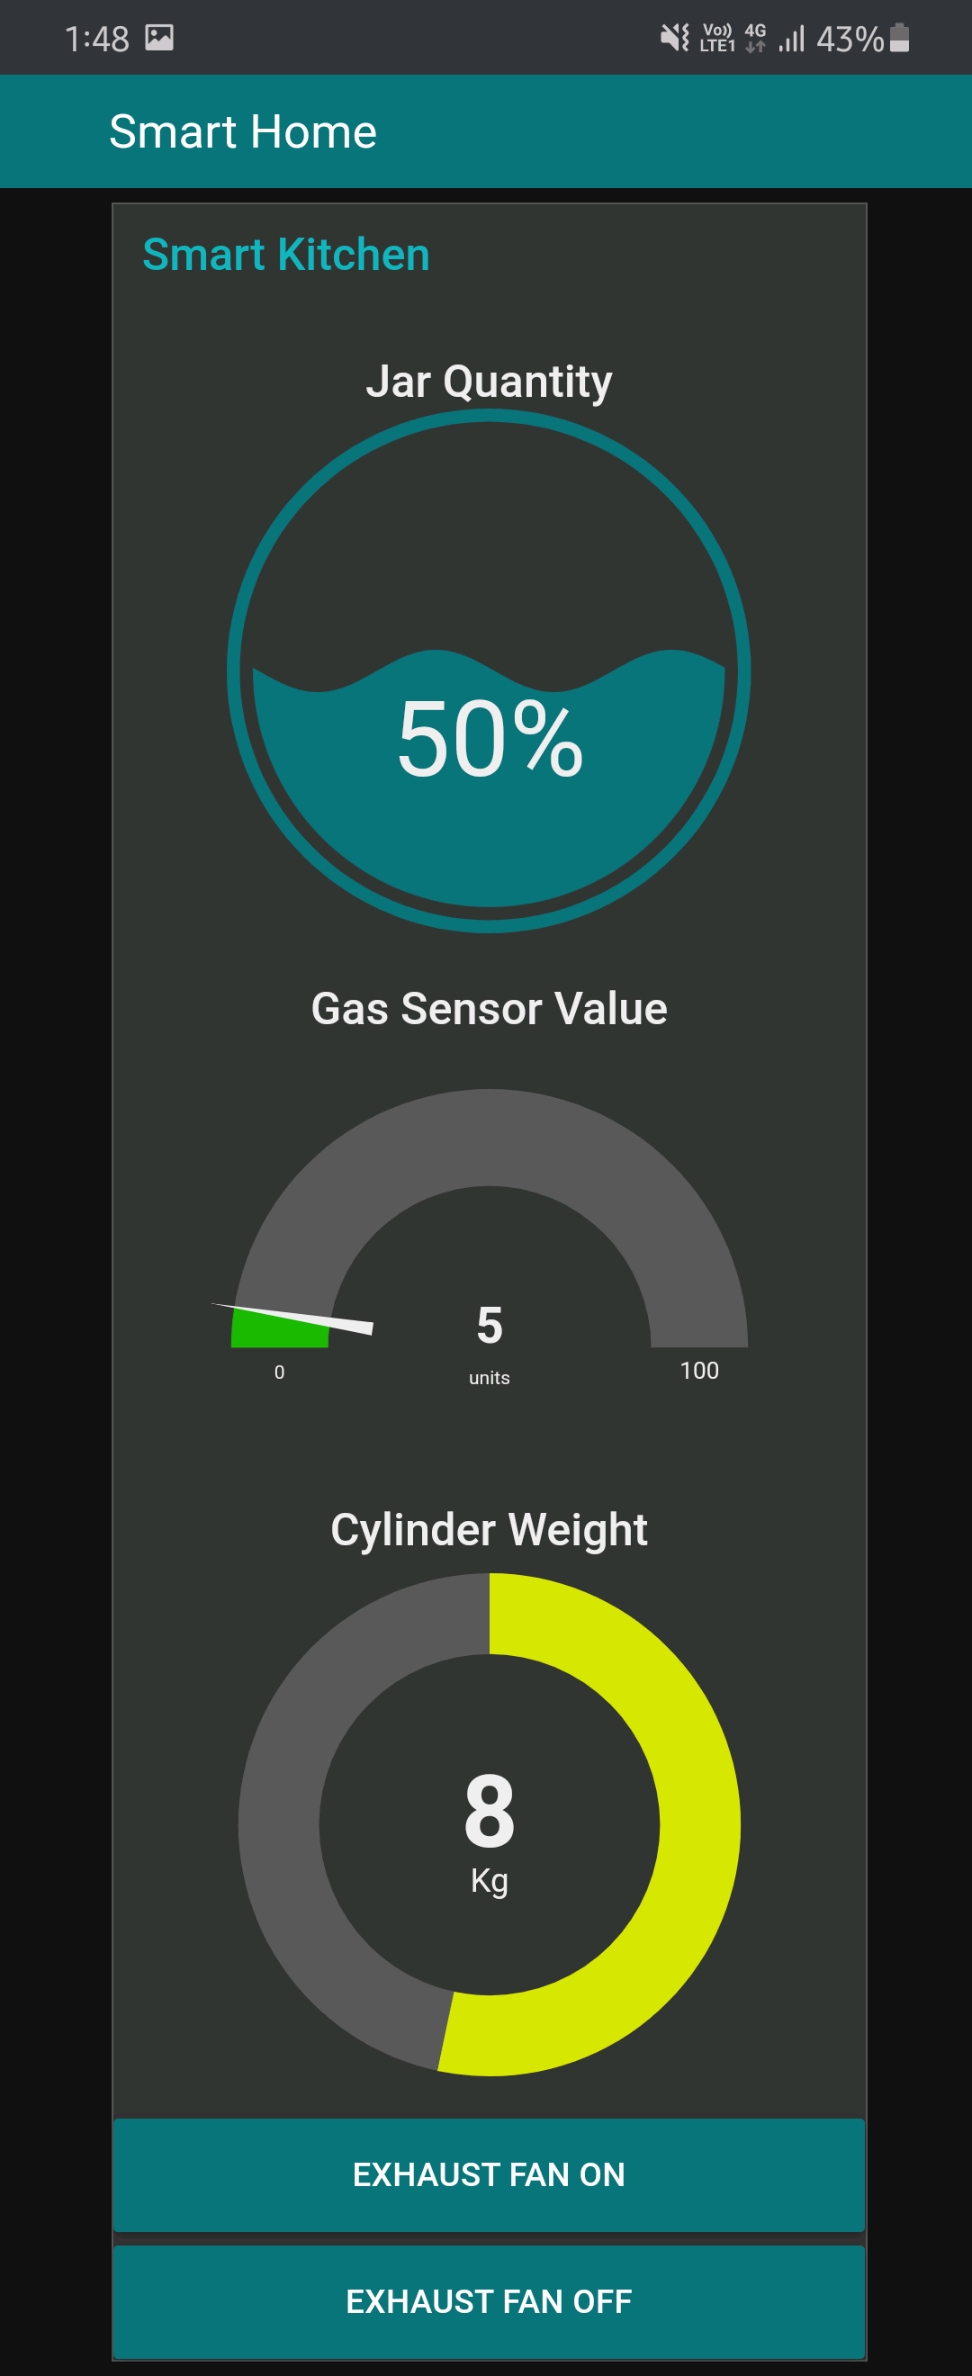 1:48 Vo)) LTE1 4G 43%
Smart Home
Smart Kitchen
Jar Quantity
50%
Gas Sensor Value
5
0 units 100
Cylinder Weight
8
Kg
EXHAUST FAN ON
EXHAUST FAN OFF